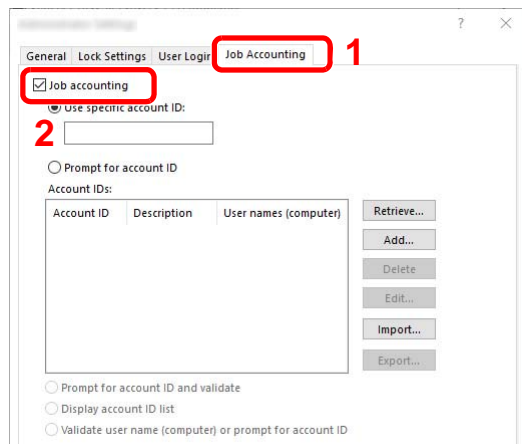 ? ×
General Lock Settings User Login Job Accounting 1
Job accounting
Use specific account ID:
2
Prompt for account ID
Account IDs:
Account ID Description User names (computer)
Retrieve...
Add...
Delete
Edit...
Import...
Export...
Prompt for account ID and validate
Display account ID list
Validate user name (computer) or prompt for account ID